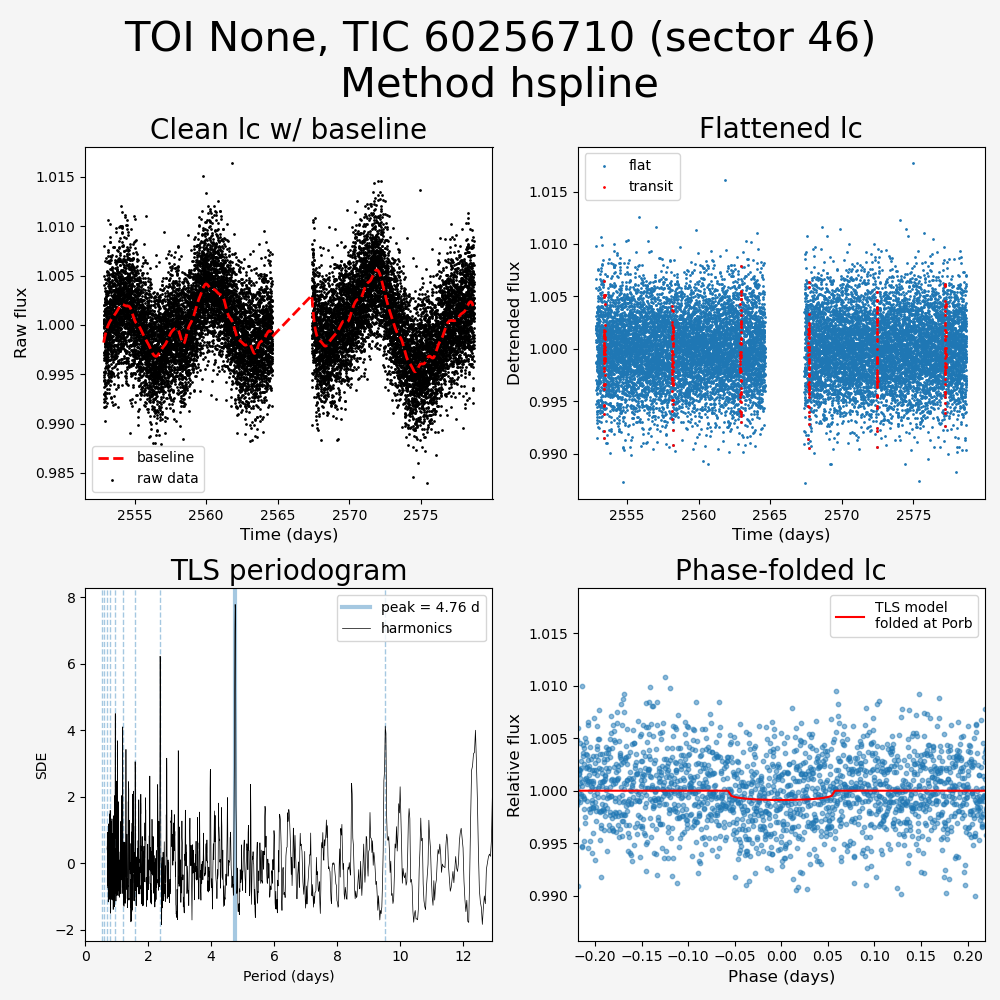 TOI None, TIC 60256710 (sector 46)
Method hspline
Clean lc w/ baseline
Raw flux
1.015
1.010
1.005
1.000
0.995
0.990
0.985
baseline
raw data
2555 2560 2565 2570 2575
Time (days)
Flattened lc
Detrended flux
1.015
1.010
1.005
1.000
0.995
0.990
flat
transit
2555 2560 2565 2570 2575
Time (days)
TLS periodogram
SDE
8
6
4
2
0
−2
peak = 4.76 d
harmonics
0 2 4 6 8 10 12
Period (days)
Phase-folded lc
Relative flux
1.015
1.010
1.005
1.000
0.995
0.990
TLS model
folded at Porb
−0.20 −0.15 −0.10 −0.05 0.00 0.05 0.10 0.15 0.20
Phase (days)